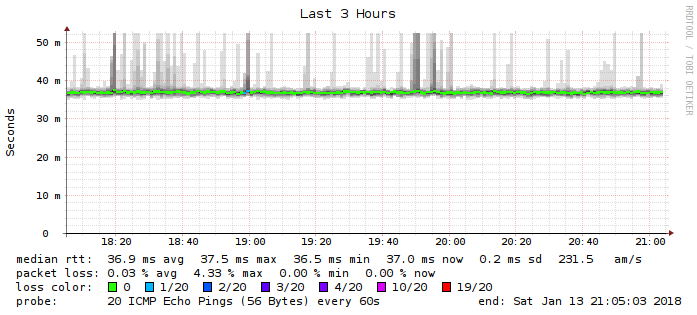 Last 3 Hours
RRDTOOL / TOBI OETIKER
Seconds
50 m
40 m
30 m
20 m
10 m
0
18:20 18:40 19:00 19:20 19:40 20:00 20:20 20:40 21:00
median rtt: 36.9 ms avg 37.5 ms max 36.5 ms min 37.0 ms now 0.2 ms sd 231.5 am/s
packet loss: 0.03 % avg 4.33 % max 0.00 % min 0.00 % now
loss color: 0 1/20 2/20 3/20 4/20 10/20 19/20
probe: 20 ICMP Echo Pings (56 Bytes) every 60s end: Sat Jan 13 21:05:03 2018